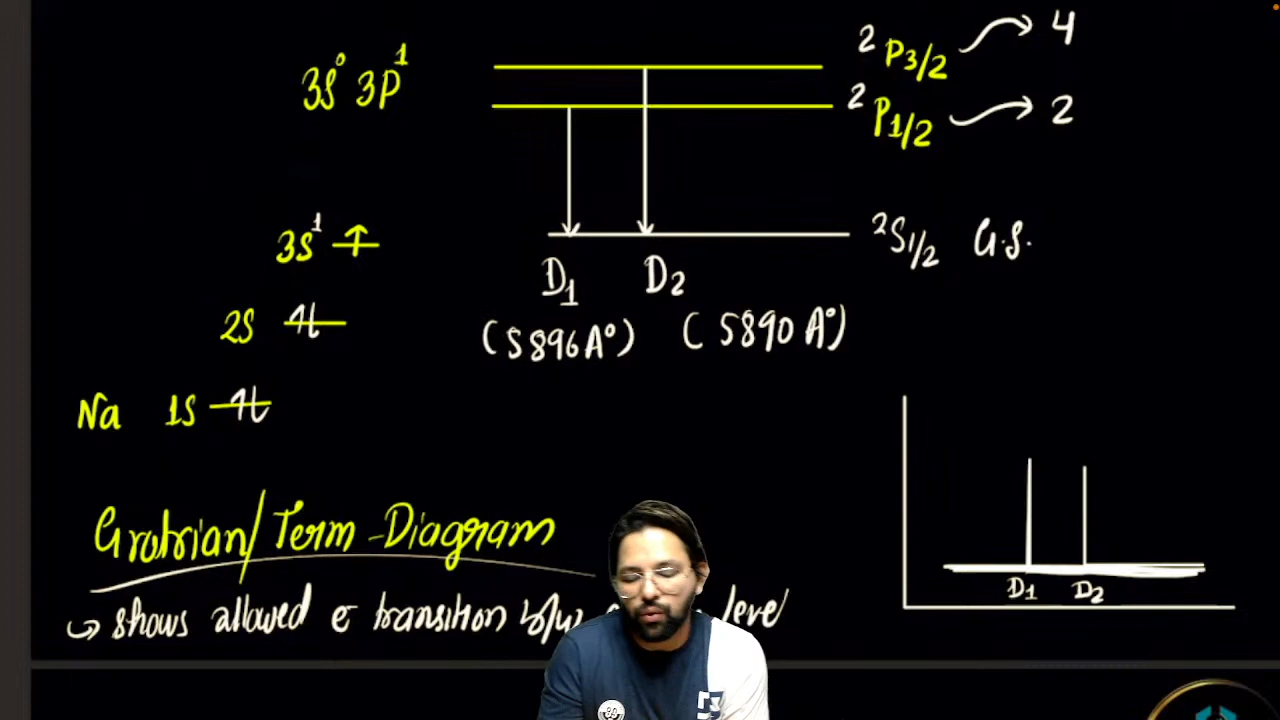 3S⁰ 3P¹
²P3/2 → 4
²P1/2 → 2
3S¹
²S1/2 G.S.
D1 D2
2S
(5896A°) (5890A°)
Na 1S
D1 D2
Grotrian/Term-Diagram
↪ shows allowed e transition b/w level